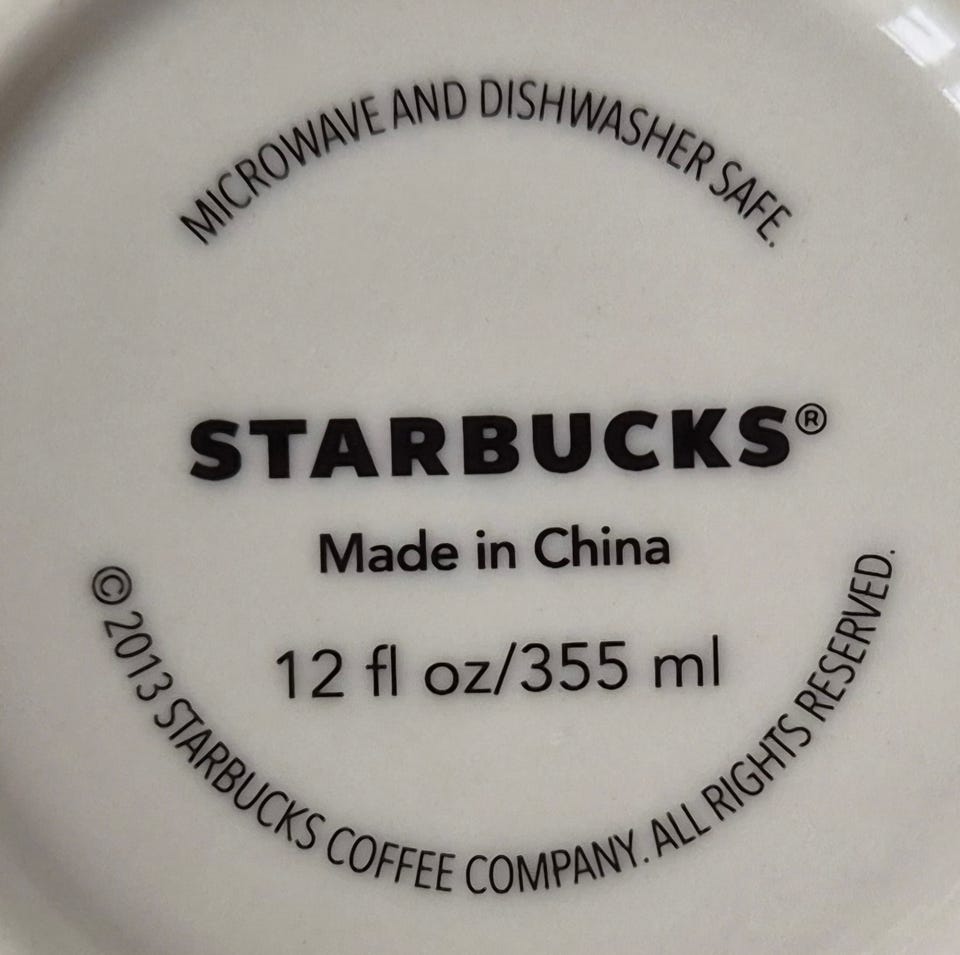 MICROWAVE AND DISHWASHER SAFE.
STARBUCKS®
Made in China
12 fl oz/355 ml
© 2013 STARBUCKS COFFEE COMPANY. ALL RIGHTS RESERVED.